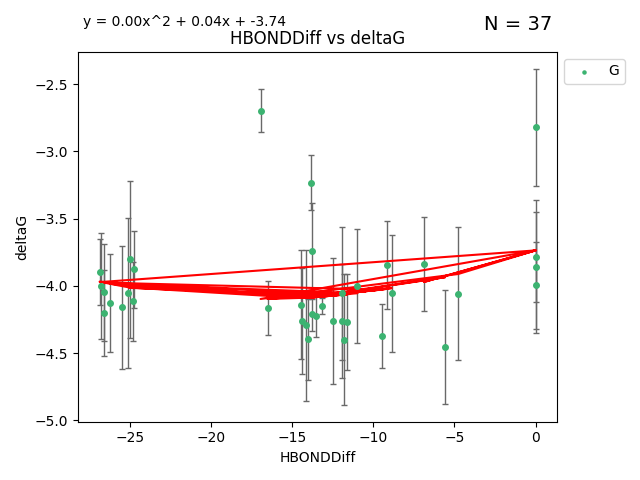 y = 0.00x^2 + 0.04x + -3.74
N = 37
HBONDDiff vs deltaG
G
−2.5
−3.0
−3.5
−4.0
−4.5
−5.0
deltaG
−25
−20
−15
−10
−5
0
HBONDDiff